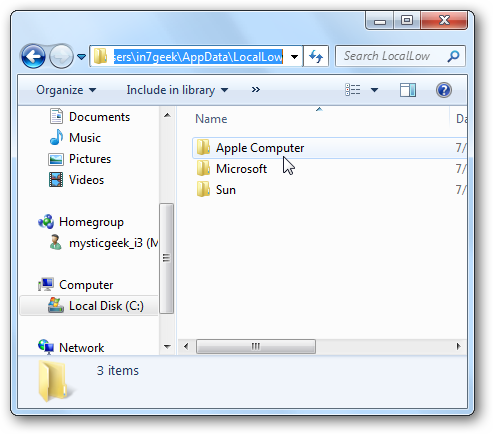 sers\in7geek\AppData\LocalLow
Search LocalLow
Organize
Include in library
»
Documents
Music
Pictures
Videos
Homegroup
mysticgeek_i3 (M
Computer
Local Disk (C:)
Network
Name
Da
Apple Computer
7/
Microsoft
7/
Sun
7/
3 items